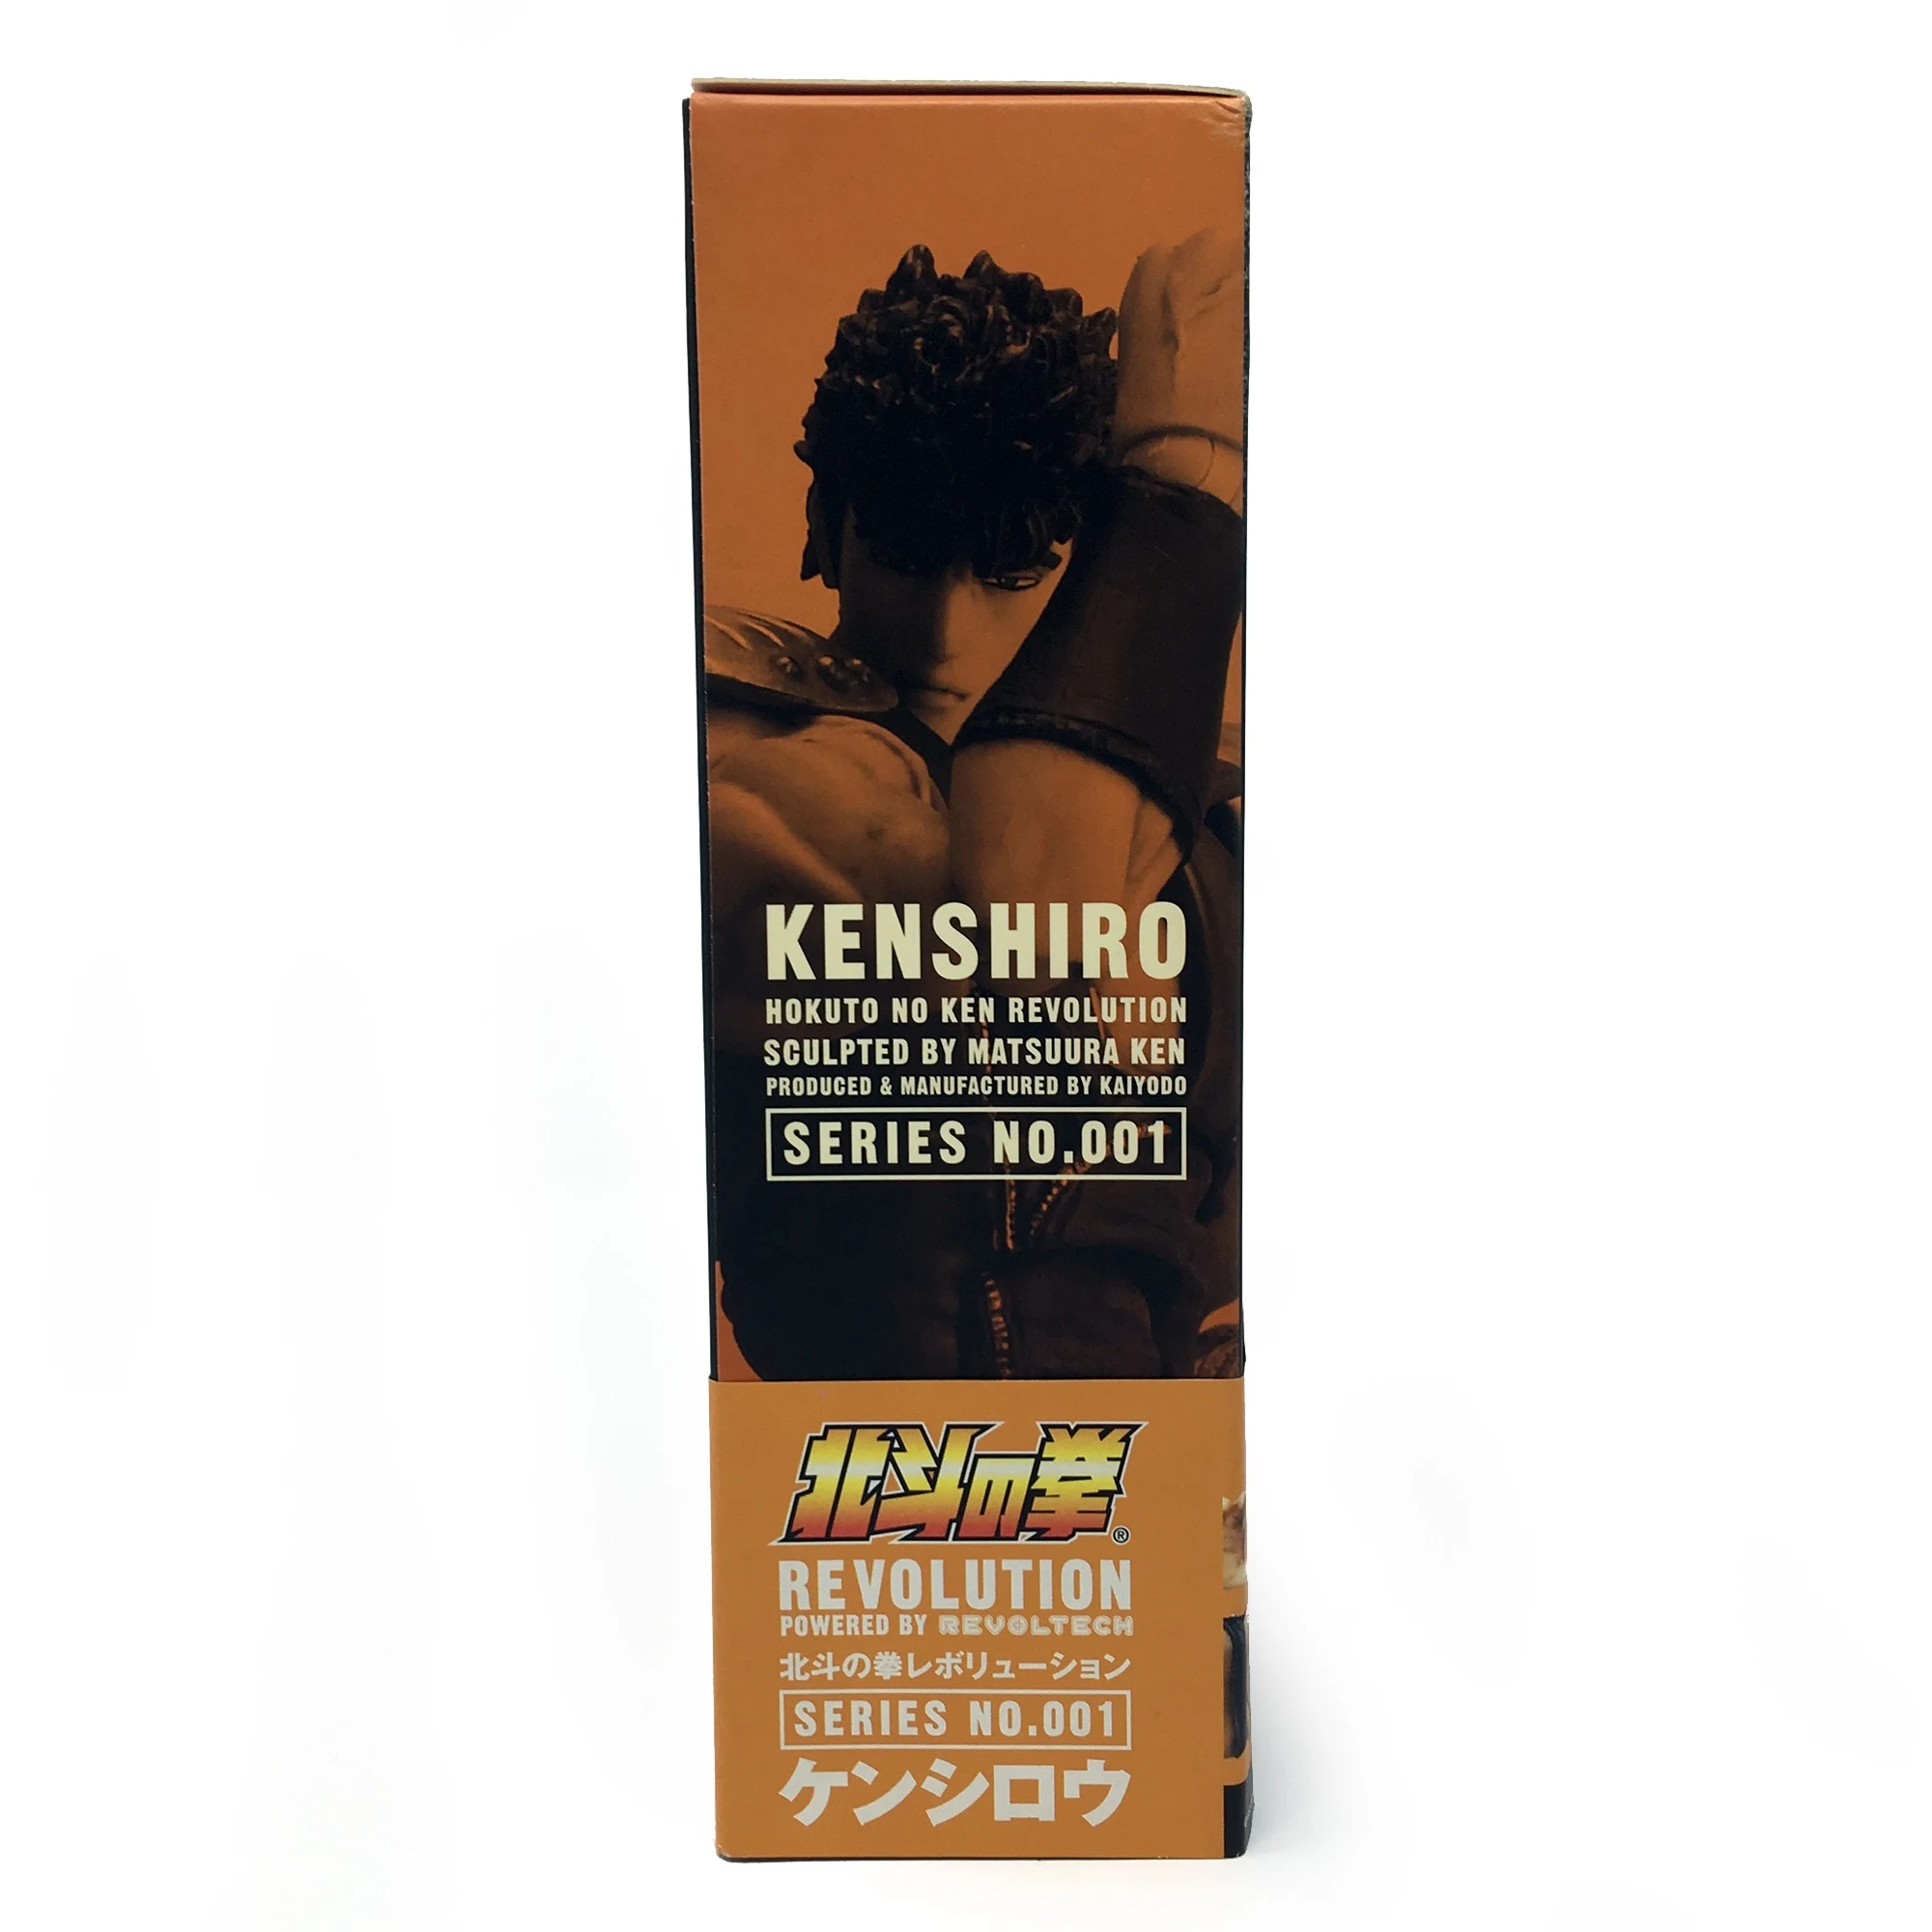 KENSHIRO
HOKUTO NO KEN REVOLUTION
SCULPTED BY MATSUURA KEN
PRODUCED & MANUFACTURED BY KAIYODO
SERIES NO.001
北斗の拳®
REVOLUTION
POWERED BY REVOLTECH
北斗の拳レボリューション
SERIES NO.001
ケンシロウ